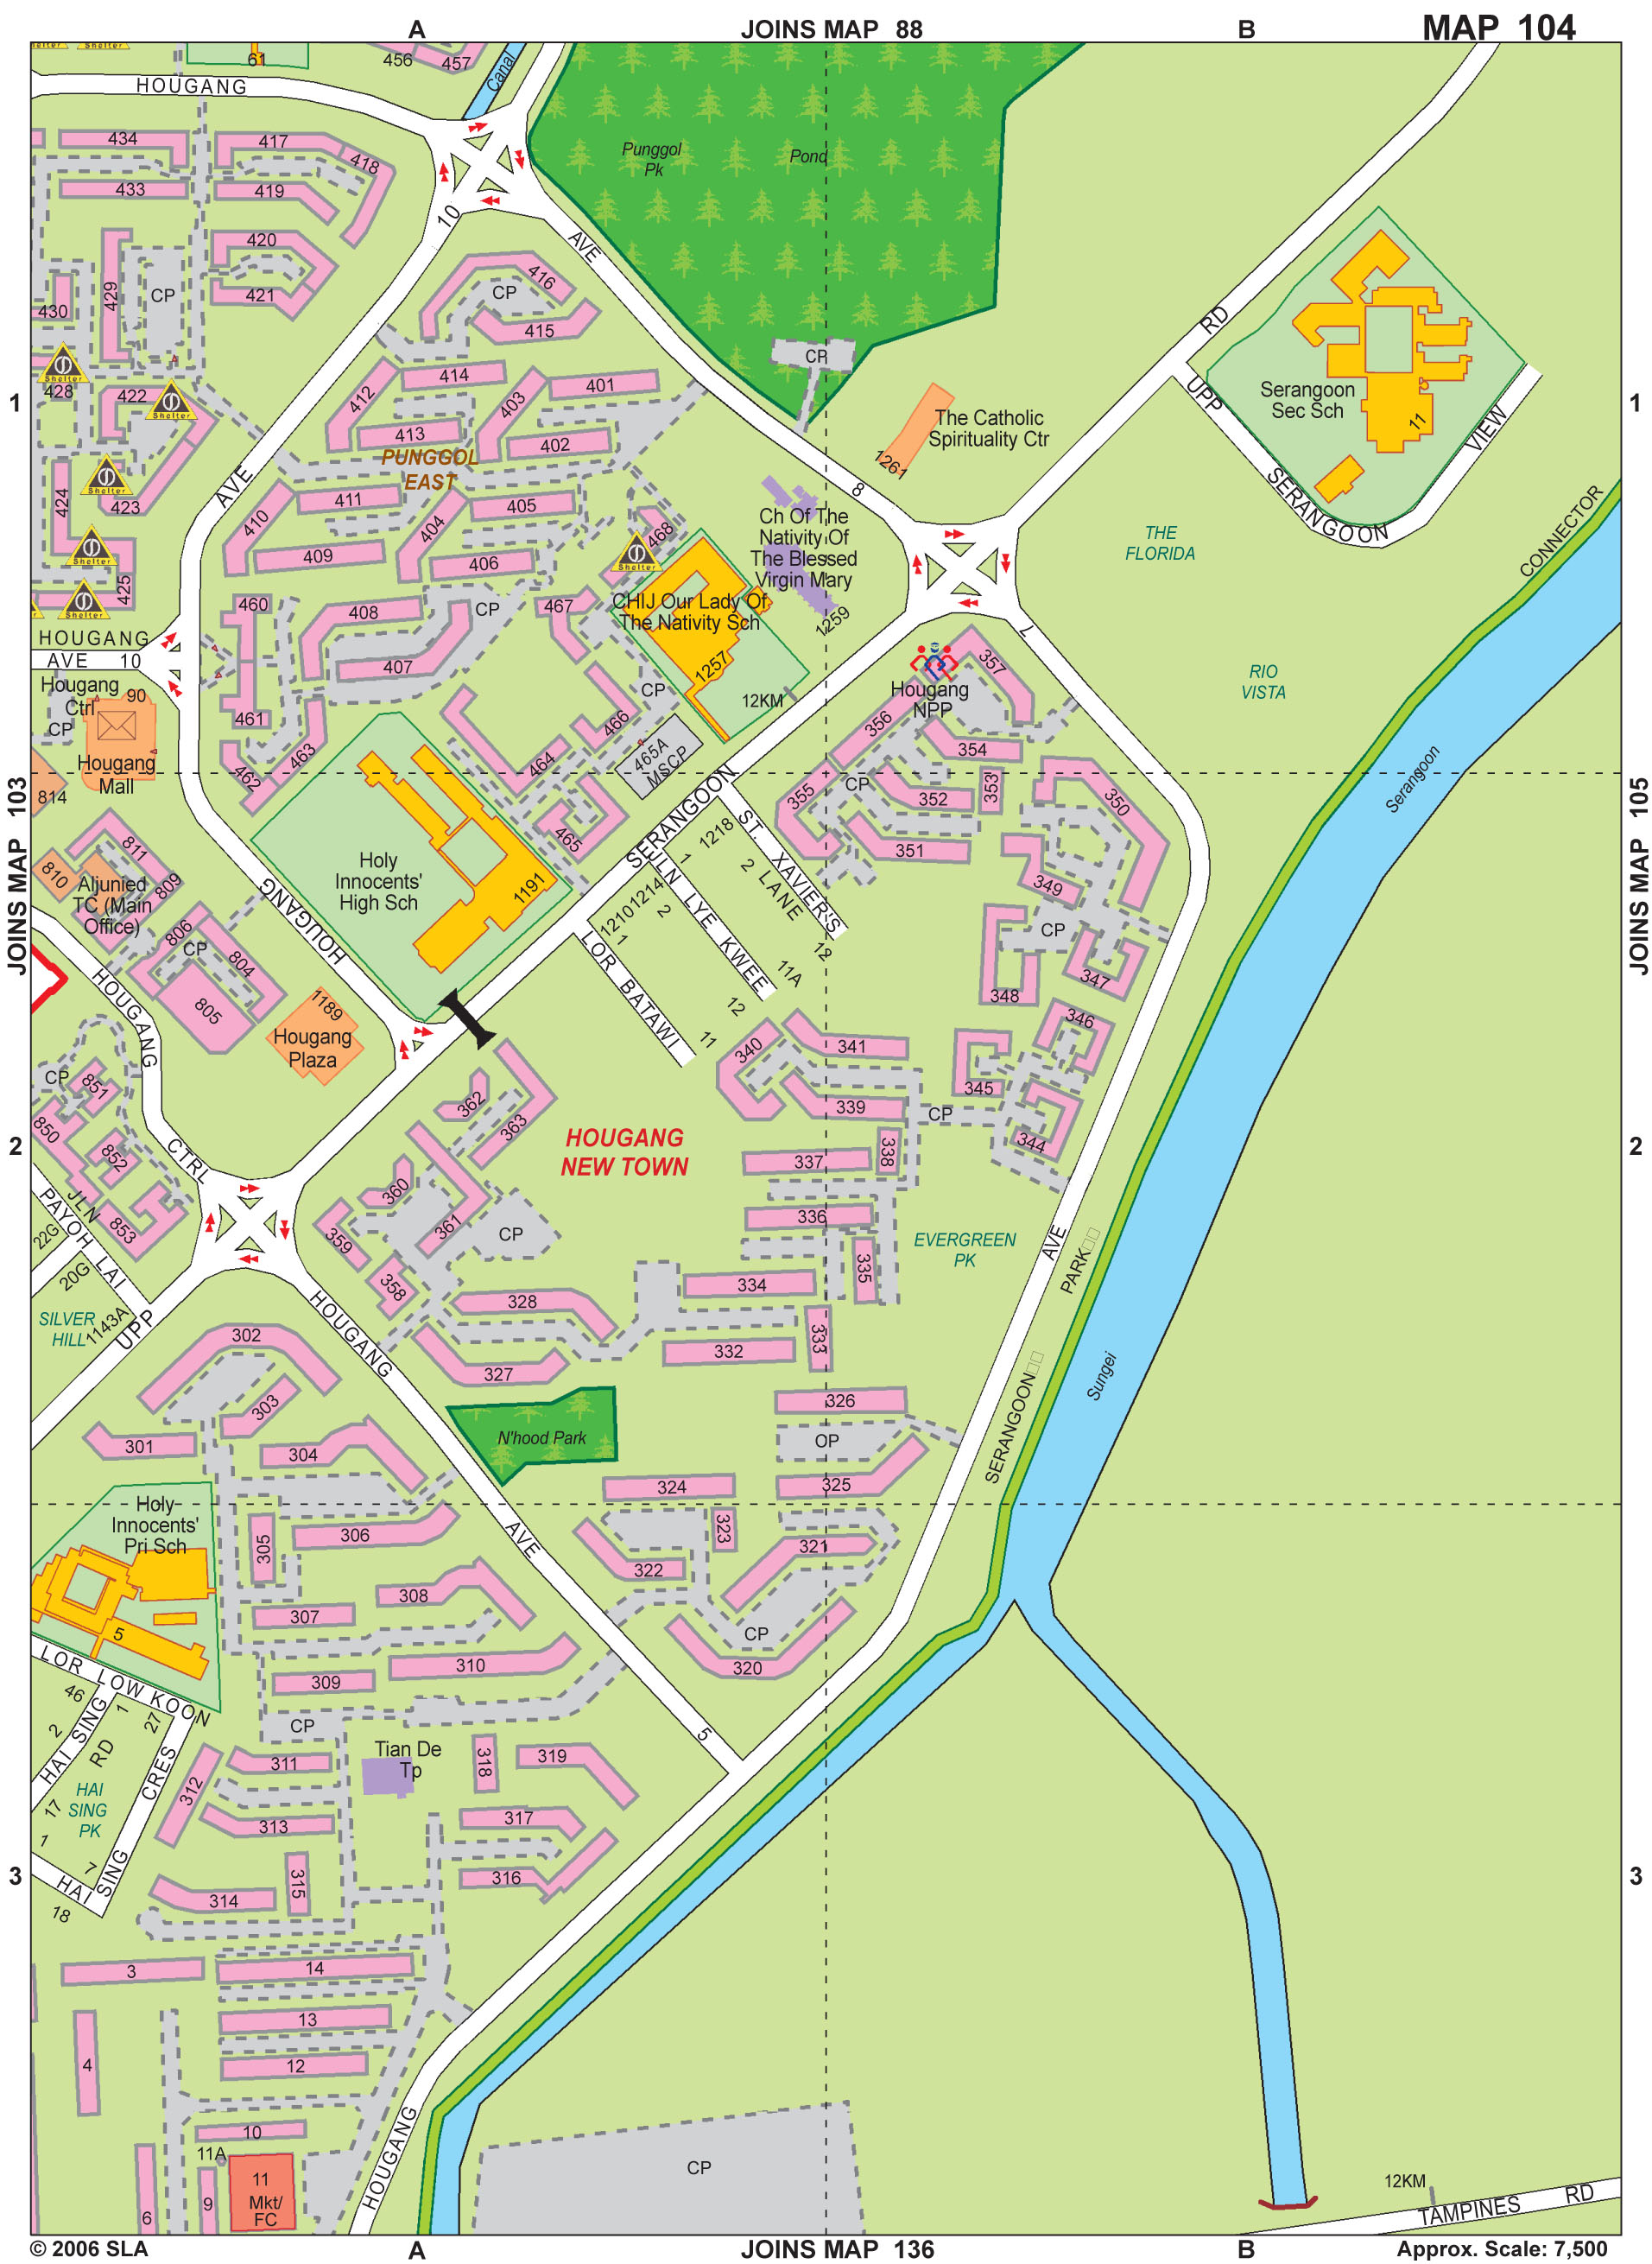 A
JOINS MAP 88
B
MAP 104
61
456
457
Canal
HOUGANG
434
417
418
433
419
10
AVE
Punggol
Pk
Pond
420
421
CP
429
430
416
CP
415
RD
UPP
SERANGOON
VIEW
Serangoon
Sec Sch
11
CP
428
Shelter
422
Shelter
414
412
401
403
413
402
1
1
PUNGGOL
EAST
The Catholic
Spirituality Ctr
1261
AVE
424
Shelter
423
411
410
405
404
8
409
406
468
Shelter
Ch Of The
Nativity Of
The Blessed
Virgin Mary
1259
THE
FLORIDA
CONNECTOR
Shelter
425
Shelter
460
408
CP
467
CHIJ Our Lady Of
The Nativity Sch
1257
407
HOUGANG
AVE 10
Hougang
Ctrl
90
CP
Hougang
Mall
461
462
463
464
466
CP
465A
MSCP
12KM
357
Hougang
NPP
356
354
RIO
VISTA
814
JOINS MAP 103
JOINS MAP 105
CP
355
352
353
350
351
349
Serangoon
811
810
809
Aljunied
TC (Main
Office)
Holy
Innocents'
High Sch
1191
465
SERANGOON
1218
ST.
XAVIER'S
LANE
1
2
12
JLN LYE KWEE
1214
1210
1
2
11A
12
LOR BATAWI
11
HOUGANG
806
CP
804
805
1189
Hougang
Plaza
HOUGANG
CTRL
CP
348
347
346
345
344
340
341
339
CP
CP
851
850
852
853
362
363
HOUGANG
NEW TOWN
337
338
2
2
JLN
PAYOH LAI
22G
20G
1143A
SILVER
HILL
UPP
360
361
359
358
CP
336
335
EVERGREEN
PK
AVE
PARK
334
328
333
332
327
HOUGANG
302
303
301
304
N'hood Park
326
OP
325
324
SERANGOON
Sungei
Holy
Innocents'
Pri Sch
5
305
306
AVE
323
322
321
307
308
CP
320
310
309
LOR LOW KOON
46
1
27
2
HAI SING
RD
CRES
HAI
SING
PK
17
1
7
HAI
SING
18
CP
5
Tian De
Tp
311
312
313
318
319
317
316
3
3
314
315
3
14
13
4
12
10
11A
6
9
11
Mkt/
FC
HOUGANG
CP
12KM
TAMPINES RD
© 2006 SLA
A
JOINS MAP 136
B
Approx. Scale: 7,500